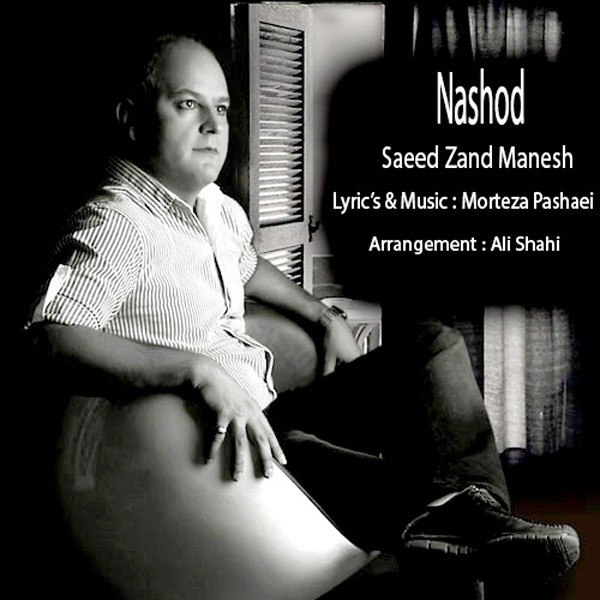 Nashod
Saeed Zand Manesh
Lyric's & Music : Morteza Pashaei
Arrangement : Ali Shahi